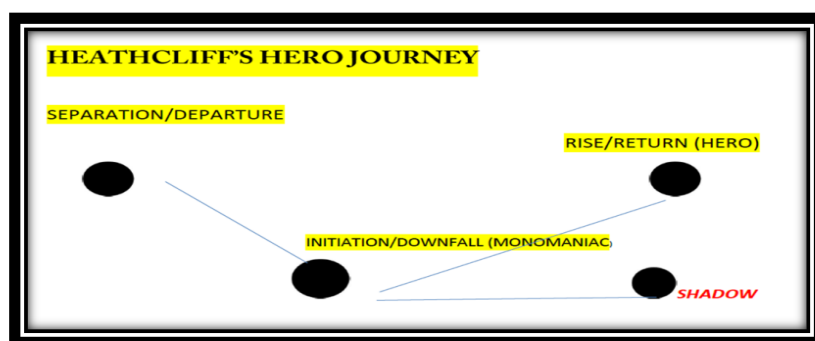 HEATHCLIFF'S HERO JOURNEY
SEPARATION/DEPARTURE
RISE/RETURN (HERO)
INITIATION/DOWNFALL (MONOMANIAC)
SHADOW